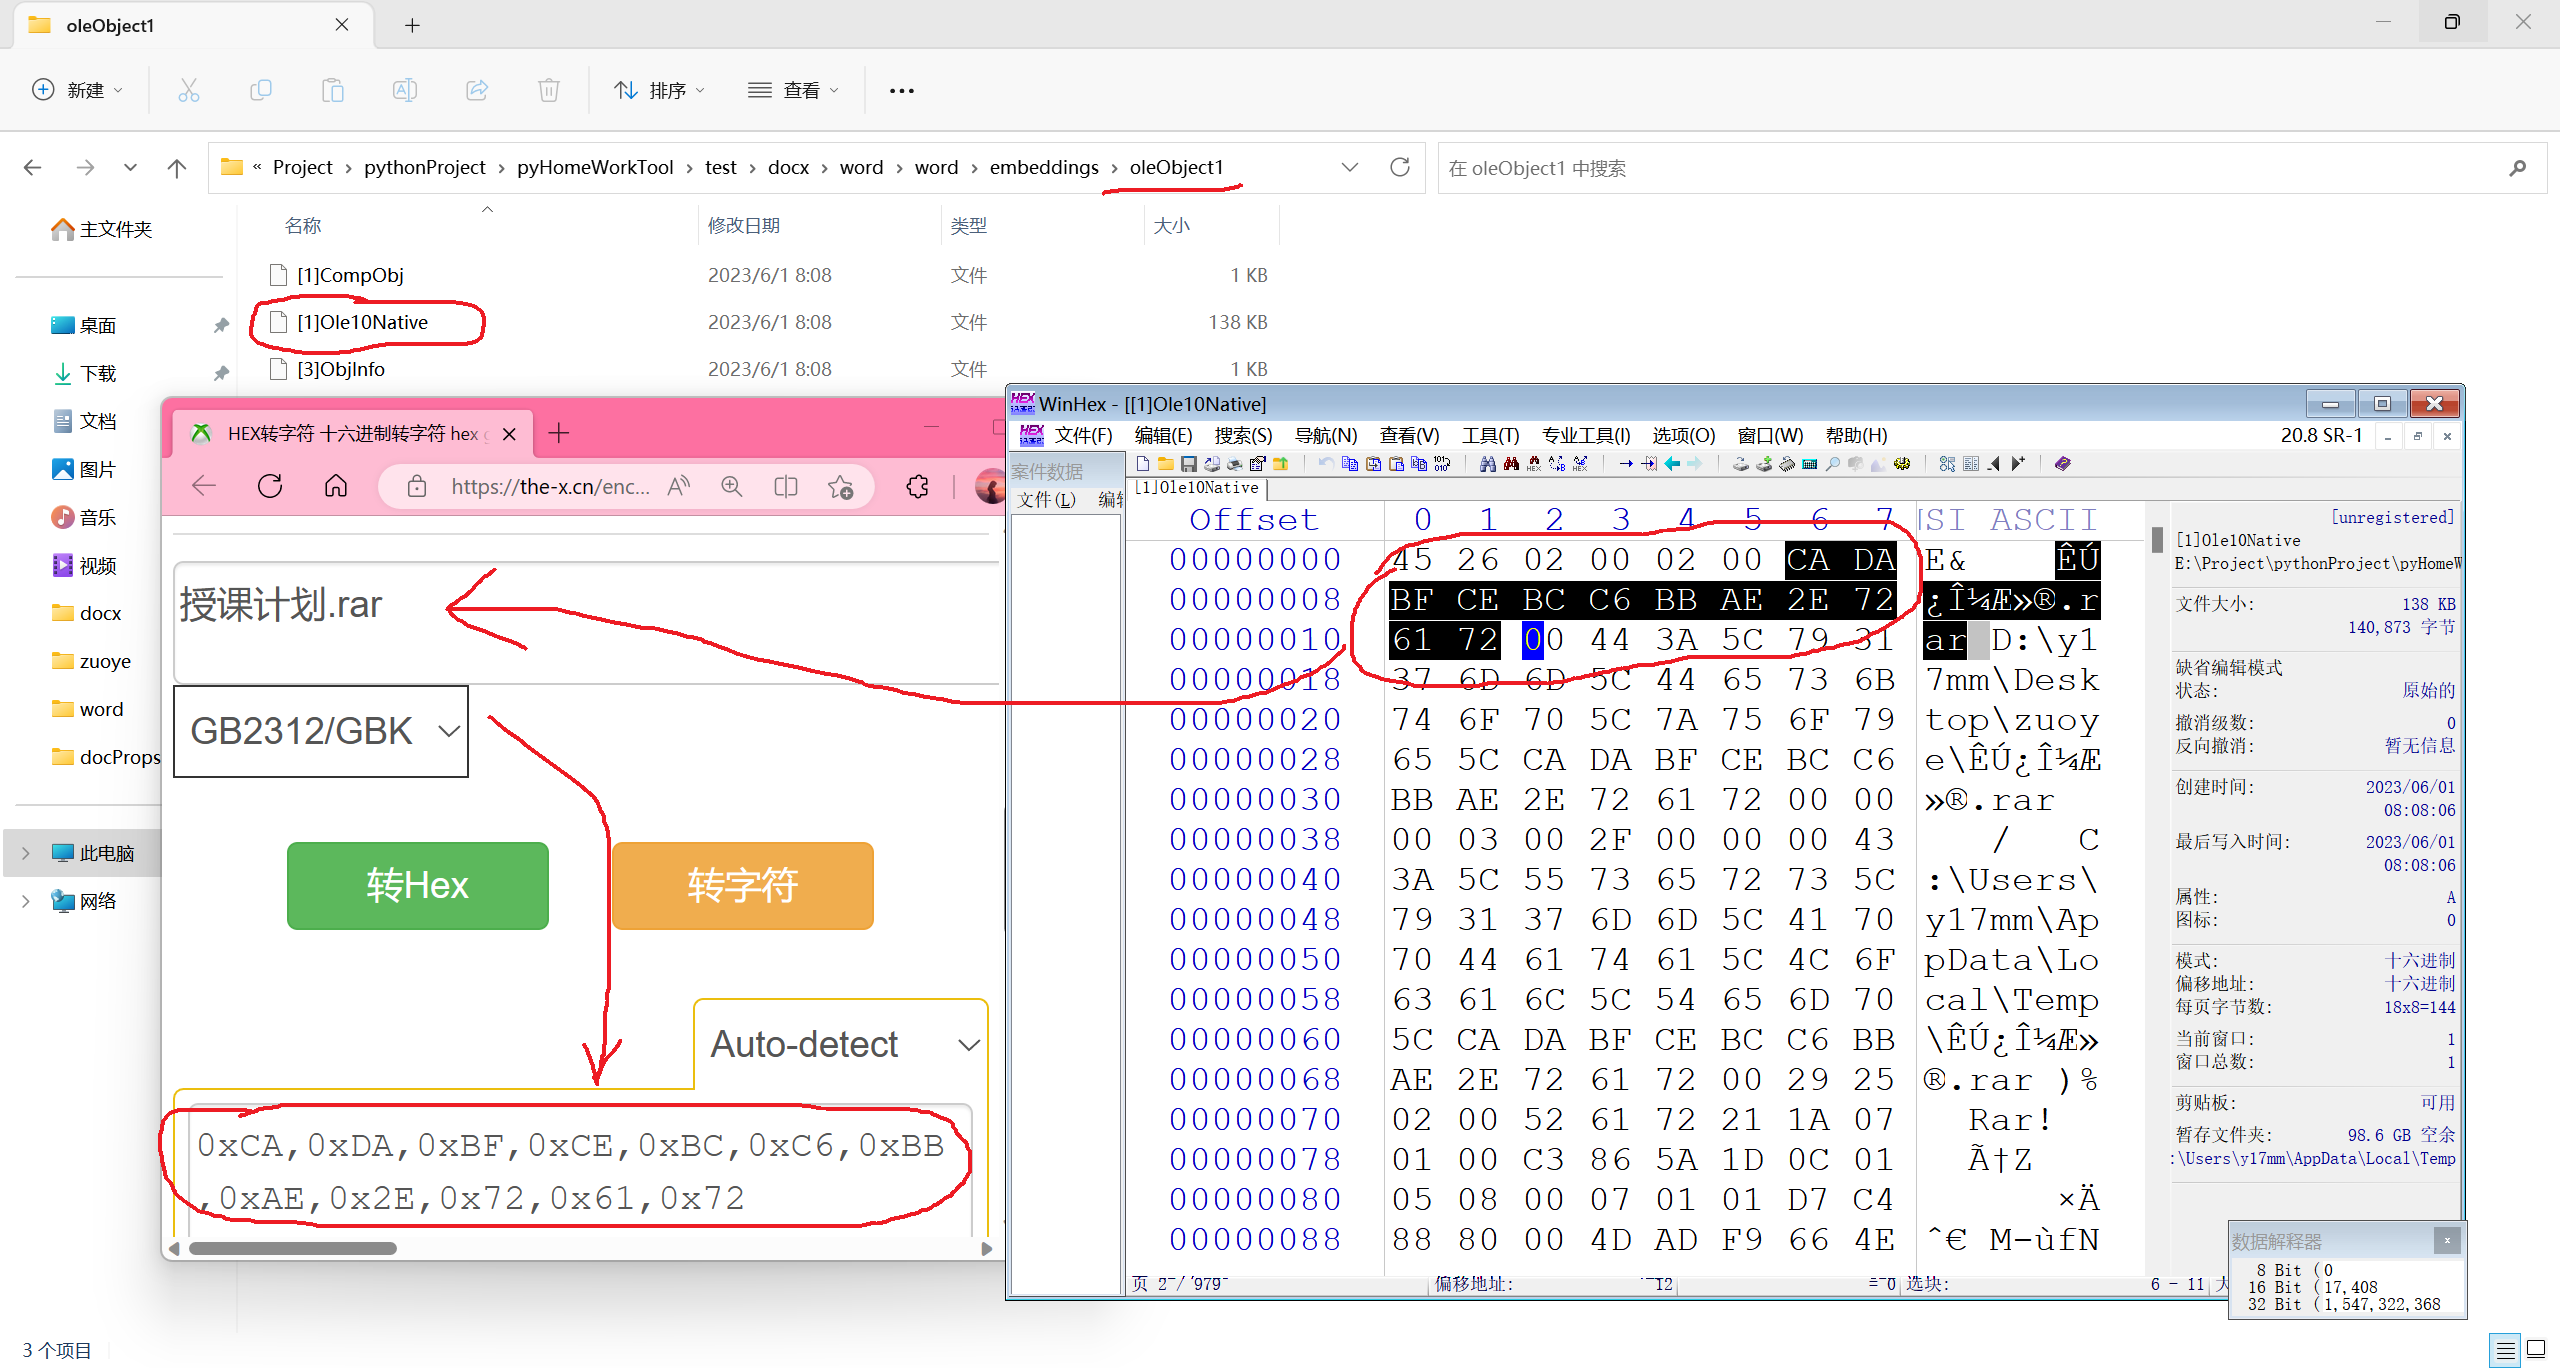 oleObject1
新建
排序
查看
« Project › pythonProject › pyHomeWorkTool › test › docx › word › word › embeddings › oleObject1
在 oleObject1 中搜索
名称 修改日期 类型 大小
[1]CompObj 2023/6/1 8:08 文件 1 KB
[1]Ole10Native 2023/6/1 8:08 文件 138 KB
[3]ObjInfo 2023/6/1 8:08 文件 1 KB
主文件夹
桌面
下载
文档
图片
音乐
视频
docx
zuoye
word
docProps
此电脑
网络
3 个项目
HEX转字符 十六进制转字符 hex
https://the-x.cn/enc...
授课计划.rar
GB2312/GBK
转Hex
转字符
Auto-detect
0xCA,0xDA,0xBF,0xCE,0xBC,0xC6,0xBB
,0xAE,0x2E,0x72,0x61,0x72
WinHex - [[1]Ole10Native]
文件(F) 编辑(E) 搜索(S) 导航(N) 查看(V) 工具(T) 专业工具(I) 选项(O) 窗口(W) 帮助(H) 20.8 SR-1
案件数据
文件(L)
[1]Ole10Native
Offset 0 1 2 3 4 5 6 7 SI ASCII
00000000 45 26 02 00 02 00 CA DA E& ÊÚ
00000008 BF CE BC C6 BB AE 2E 72 ¿Î¼Æ»®.r
00000010 61 72 00 44 3A 5C 79 31 ar D:\y1
00000018 37 6D 6D 5C 44 65 73 6B 7mm\Desk
00000020 74 6F 70 5C 7A 75 6F 79 top\zuoy
00000028 65 5C CA DA BF CE BC C6 e\ÊÚ¿Î¼Æ
00000030 BB AE 2E 72 61 72 00 00 »®.rar
00000038 00 03 00 2F 00 00 00 43 / C
00000040 3A 5C 55 73 65 72 73 5C :\Users\
00000048 79 31 37 6D 6D 5C 41 70 y17mm\Ap
00000050 70 44 61 74 61 5C 4C 6F pData\Lo
00000058 63 61 6C 5C 54 65 6D 70 cal\Temp
00000060 5C CA DA BF CE BC C6 BB \ÊÚ¿Î¼Æ»
00000068 AE 2E 72 61 72 00 29 25 ®.rar )%
00000070 02 00 52 61 72 21 1A 07 Rar!
00000078 01 00 C3 86 5A 1D 0C 01 Ã†Z
00000080 05 08 00 07 01 01 D7 C4 ×Ä
00000088 88 80 00 4D AD F9 66 4E ˆ€ M-ùfN
[unregistered]
[1]Ole10Native
E:\Project\pythonProject\pyHomeW
文件大小: 138 KB
140,873 字节
缺省编辑模式
状态: 原始的
撤消级数: 0
反向撤消: 暂无信息
创建时间: 2023/06/01
08:08:06
最后写入时间: 2023/06/01
08:08:06
属性: A
图标: 0
模式: 十六进制
偏移地址: 十六进制
每页字节数: 18x8=144
当前窗口: 1
窗口总数: 1
剪贴板: 可用
暂存文件夹: 98.6 GB 空余
:\Users\y17mm\AppData\Local\Temp
页 2 / 979 偏移地址: 12 = 0 选块: 6 - 11
数据解释器
8 Bit (0
16 Bit (17,408
32 Bit (1,547,322,368